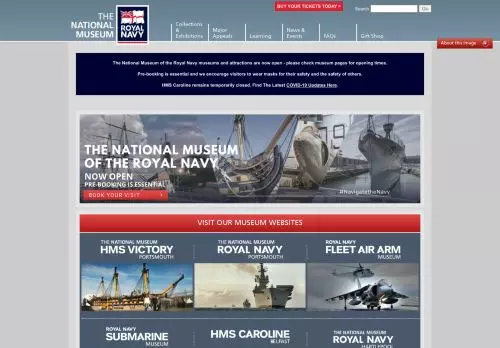 THE
NATIONAL
MUSEUM
ROYAL
NAVY
BUY YOUR TICKETS TODAY >
Search:
Go
Collections
&
Exhibitions
Major
Appeals
Learning
News &
Events
FAQs
Gift Shop
About this image
The National Museum of the Royal Navy museums and attractions are now open - please check museum pages for opening times.
Pre-booking is essential and we encourage visitors to wear masks for their safety and the safety of others.
HMS Caroline remains temporarily closed. Find The Latest COVID-19 Updates Here.
THE NATIONAL MUSEUM
OF THE ROYAL NAVY
NOW OPEN
PRE-BOOKING IS ESSENTIAL
BOOK YOUR VISIT >
#NavigatetheNavy
VISIT OUR MUSEUM WEBSITES
THE NATIONAL MUSEUM
HMS VICTORY
PORTSMOUTH
THE NATIONAL MUSEUM
ROYAL NAVY
PORTSMOUTH
ROYAL NAVY
FLEET AIR ARM
MUSEUM
ROYAL NAVY
SUBMARINE
MUSEUM
HMS CAROLINE
BELFAST
THE NATIONAL MUSEUM
ROYAL NAVY
HARTLEPOOL